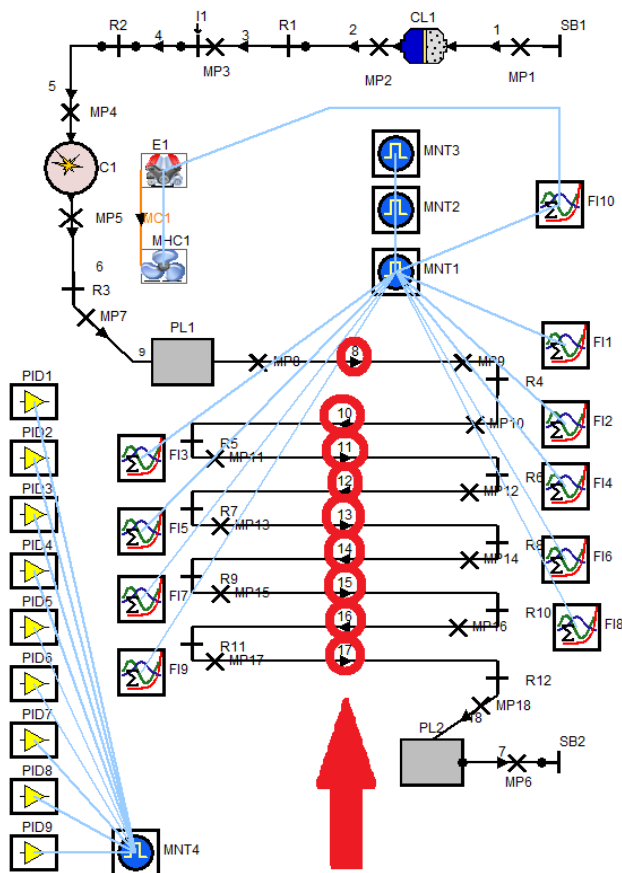 R2 4 I1 3 R1 2 CL1 1 SB1
MP3 MP2 MP1
5 MP4
E1 MNT3
C1 FI10
MP5 MC1 MNT2
MHC1
6 MNT1
R3
MP7 PL1 FI1
9 MP8 8 MP9
R4
PID1 10 MP10 FI2
PID2 FI3 R5 MP11 11
R6 FI4
PID3 12 MP12
R7
FI5 MP13 13
PID4 14 R8 FI6
MP14
PID5 FI7 R9 MP15 15
R10 FI8
16 MP16
PID6 FI9 R11 MP17 17
R12
PID7 MP18
PL2 18 SB2
7
PID8 MP6
PID9 MNT4